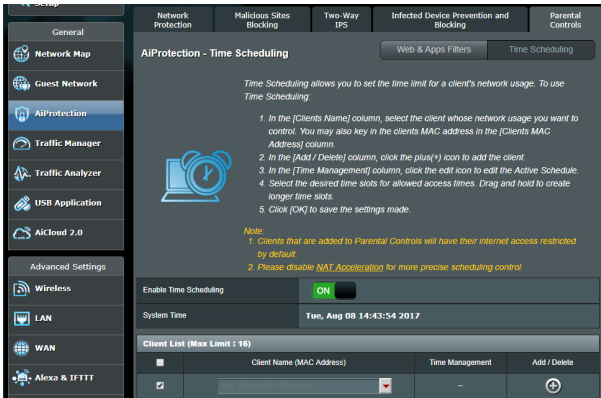 Setup
General
Network Map
Guest Network
AiProtection
Traffic Manager
Traffic Analyzer
USB Application
AiCloud 2.0
Advanced Settings
Wireless
LAN
WAN
Alexa & IFTTT
Network
Protection
Malicious Sites
Blocking
Two-Way
IPS
Infected Device Prevention and
Blocking
Parental
Controls
AiProtection - Time Scheduling
Web & Apps Filters
Time Scheduling
Time Scheduling allows you to set the time limit for a client's network usage. To use
Time Scheduling:
1. In the [Clients Name] column, select the client whose network usage you want to
control. You may also key in the clients MAC address in the [Clients MAC
Address] column.
2. In the [Add / Delete] column, click the plus(+) icon to add the client.
3. In the [Time Management] column, click the edit icon to edit the Active Schedule.
4. Select the desired time slots for allowed access times. Drag and hold to create
longer time slots.
5. Click [OK] to save the settings made.
Note:
1. Clients that are added to Parental Controls will have their internet access restricted
by default.
2. Please disable NAT Acceleration for more precise scheduling control.
Enable Time Scheduling
ON
System Time
Tue, Aug 08 14:43:54 2017
Client List (Max Limit : 16)
Client Name (MAC Address)
Time Management
Add / Delete
–